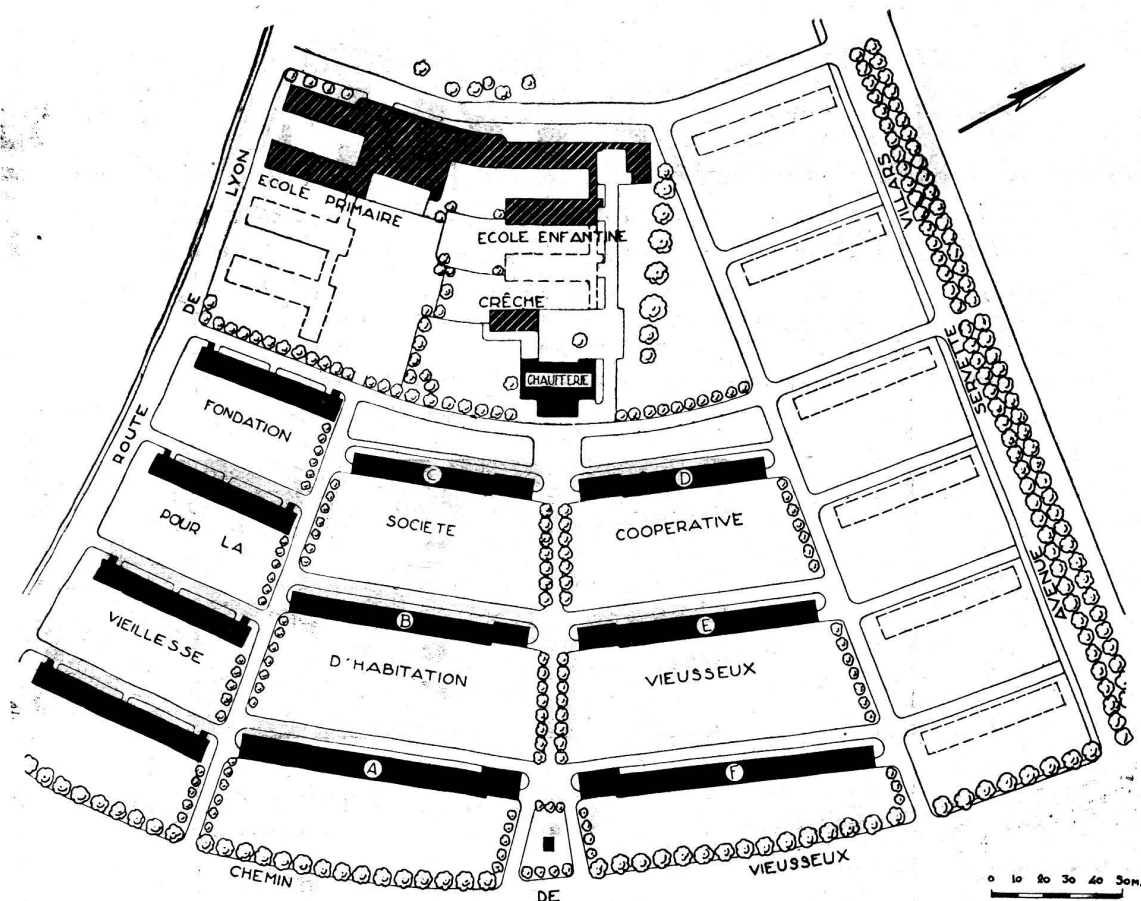 ROUTE DE LYON
ECOLE PRIMAIRE
ECOLE ENFANTINE
CRÊCHE
CHAUFFERIE
AVENUE SERVETTE VILLARS
FONDATION
POUR LA
VIEILLESSE
C
D
SOCIETE
COOPERATIVE
B
E
D'HABITATION
VIEUSSEUX
A
F
CHEMIN
DE
VIEUSSEUX
0 10 20 30 40 50M.